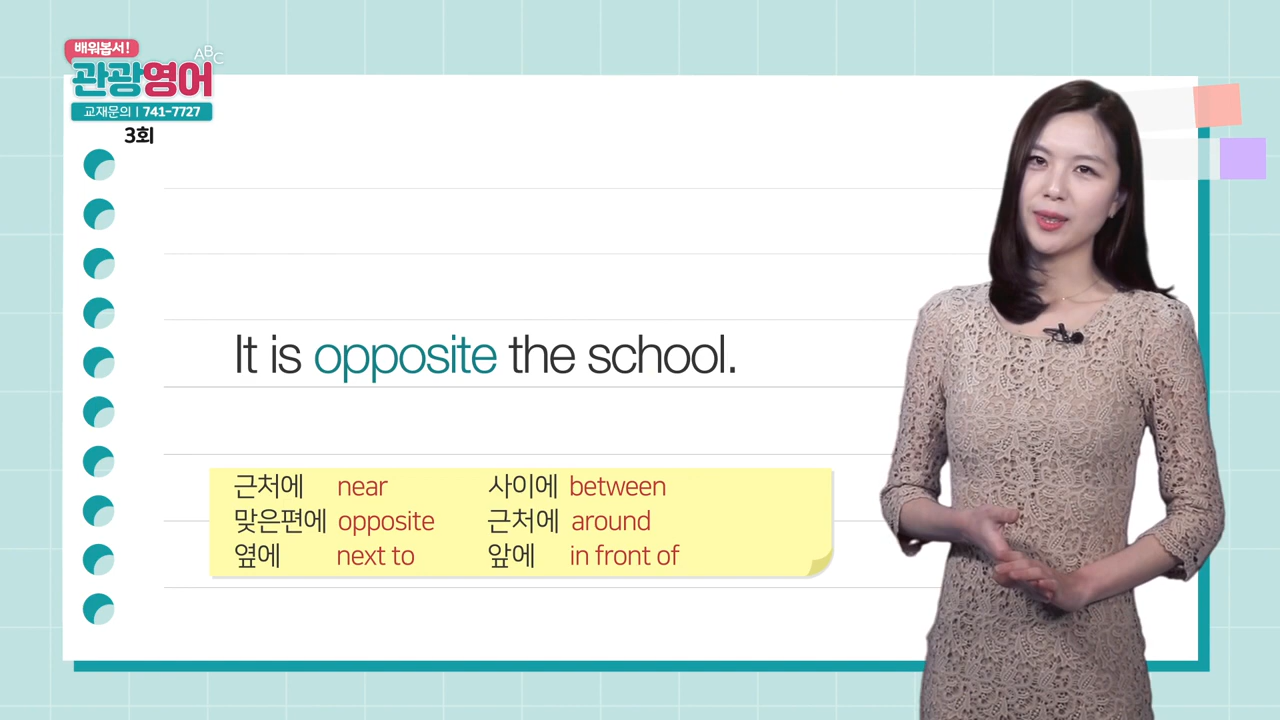 배워봅서!
ABC
관광영어
교재문의 | 741-7727
3회
It is opposite the school.
근처에 near 사이에 between
맞은편에 opposite 근처에 around
옆에 next to 앞에 in front of